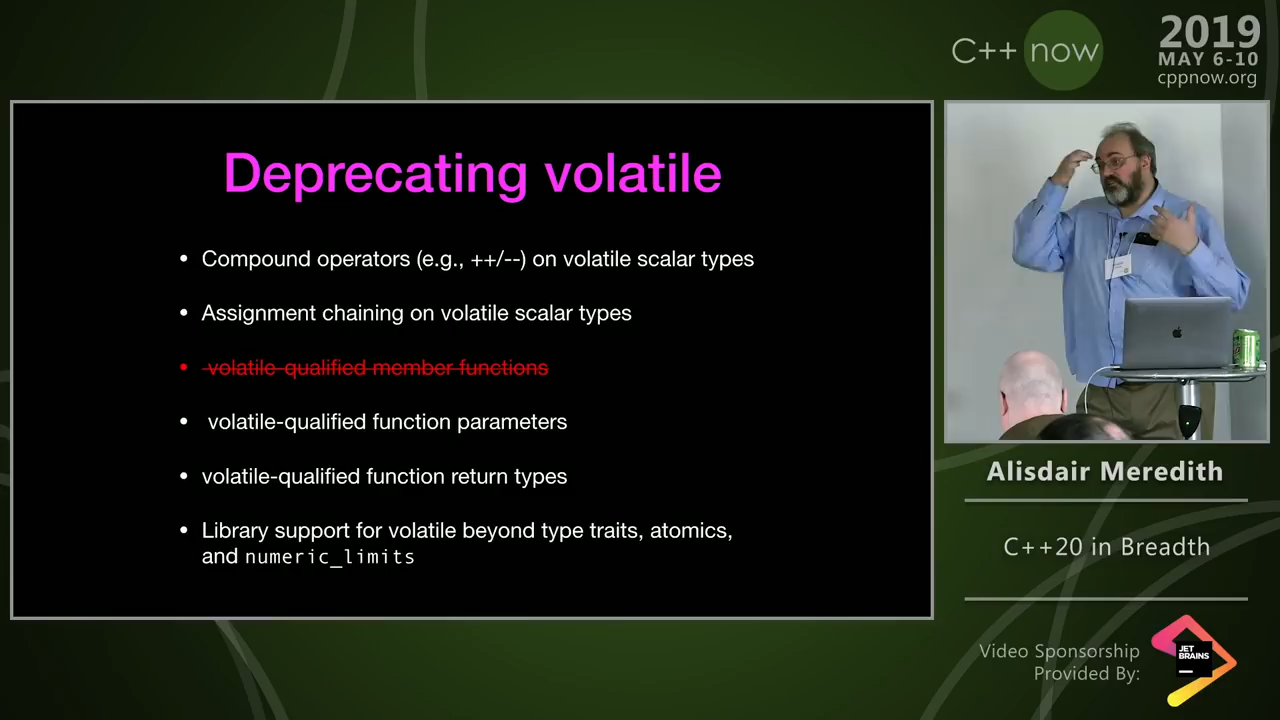 C++ now
2019
MAY 6-10
cppnow.org
Deprecating volatile
• Compound operators (e.g., ++/--) on volatile scalar types
• Assignment chaining on volatile scalar types
• volatile-qualified member functions
• volatile-qualified function parameters
• volatile-qualified function return types
• Library support for volatile beyond type traits, atomics,
and numeric_limits
Alisdair Meredith
C++20 in Breadth
Video Sponsorship
Provided By:
JET
BRAINS